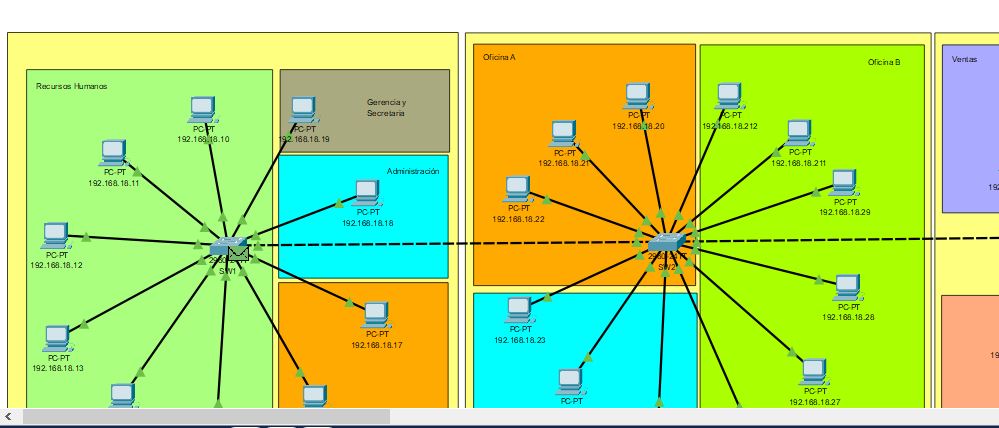 Recursos Humanos
PC-PT
192.168.18.10
PC-PT
192.168.18.11
PC-PT
192.168.18.12
PC-PT
192.168.18.13
Gerencia y
Secretaria
PC-PT
192.168.18.19
Administración
PC-PT
192.168.18.18
SW1
PC-PT
192.168.18.17
Oficina A
PC-PT
192.168.18.20
PC-PT
192.168.18.21
PC-PT
192.168.18.22
PC-PT
192.168.18.23
PC-PT
SW2
Oficina B
PC-PT
192.168.18.212
PC-PT
192.168.18.211
PC-PT
192.168.18.29
PC-PT
192.168.18.28
PC-PT
192.168.18.27
Ventas